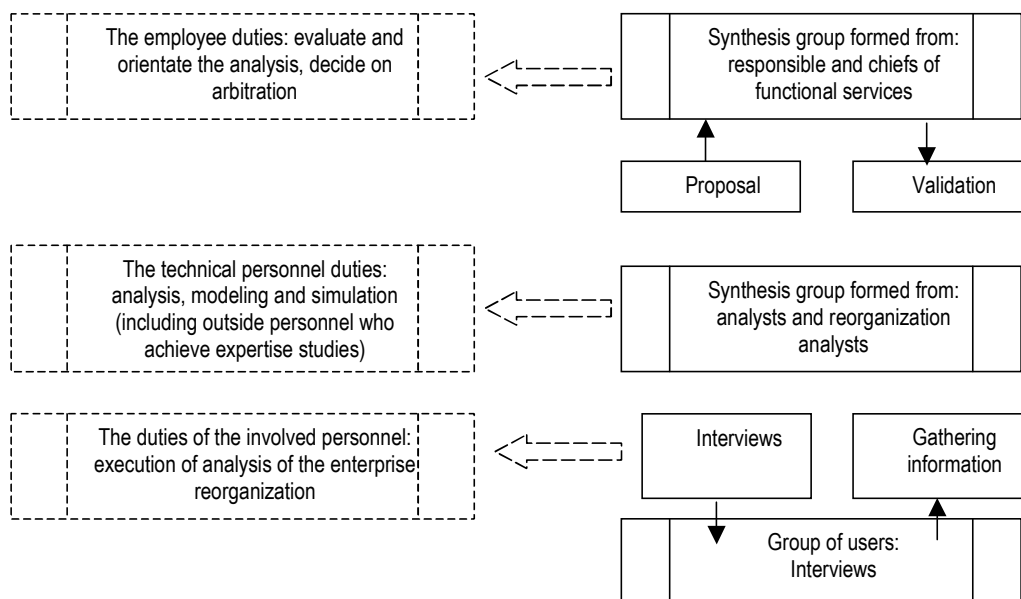 The employee duties: evaluate and
orientate the analysis, decide on
arbitration
Synthesis group formed from:
responsible and chiefs of
functional services
Proposal
Validation
The technical personnel duties:
analysis, modeling and simulation
(including outside personnel who
achieve expertise studies)
Synthesis group formed from:
analysts and reorganization
analysts
The duties of the involved personnel:
execution of analysis of the enterprise
reorganization
Interviews
Gathering
information
Group of users:
Interviews